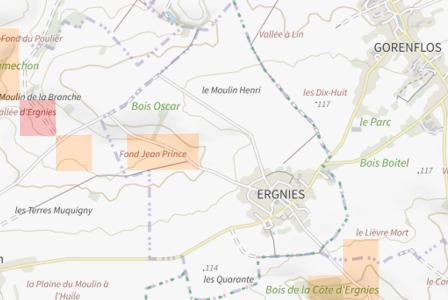 Vallée à Lin
Fond du Poulier
GORENFLOS
amechon
le Moulin Henri
les Dix-Huit
Moulin de la Branche
Bois Oscar
117
allée d'Ergnies
le Parc
Fond Jean Prince
Bois Boitel
117
ERGNIES
les Terres Muquigny
le Lièvre Mort
114
les Quarante
la Plaine du Moulin à
l'Huile
Bois de la Côte d'Ergnies